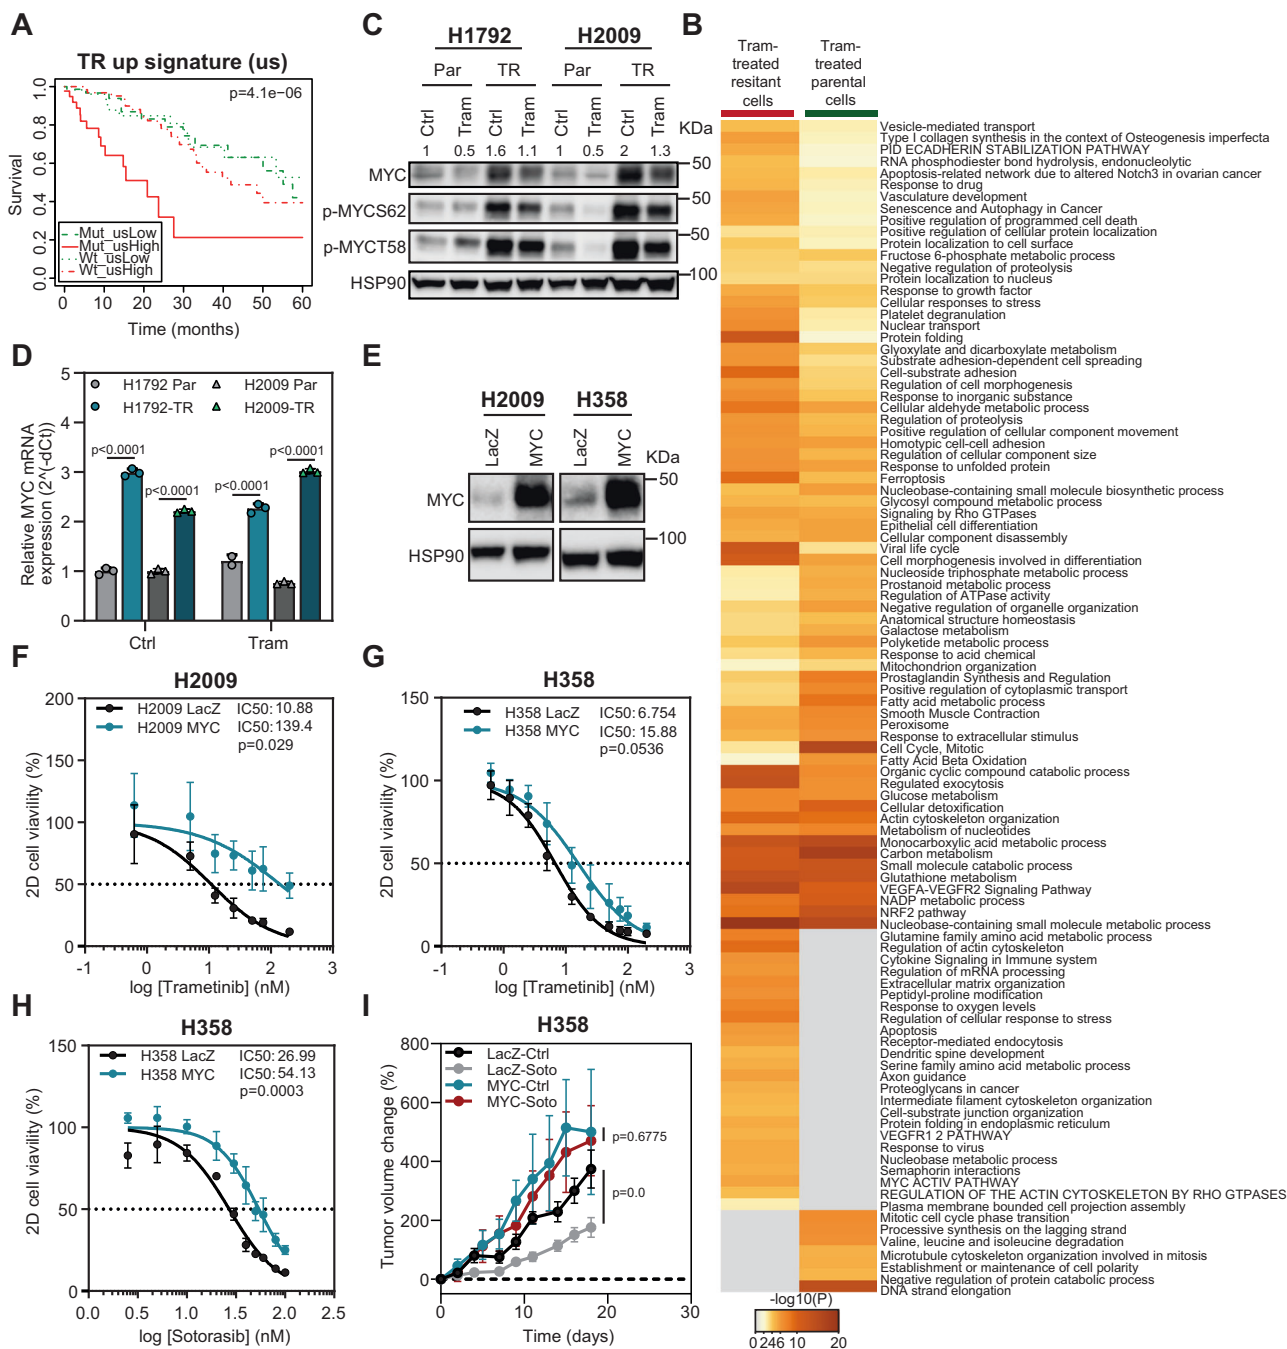 A
TR up signature (us)
p=4.1e−06
Survival
1.0
0.8
0.6
0.4
0.2
0.0
Mut_usLow
Mut_usHigh
Wt_usLow
Wt_usHigh
0 10 20 30 40 50 60
Time (months)
C
H1792 H2009
Par TR Par TR
Ctrl Tram Ctrl Tram Ctrl Tram Ctrl Tram
KDa
1 0.5 1.6 1.1 1 0.5 2 1.3
MYC
50
p-MYCS62
50
p-MYCT58
50
HSP90
100
B
Tram-treated resitant cells
Tram-treated parental cells
Vesicle-mediated transport
Type I collagen synthesis in the context of Osteogenesis imperfecta
PID ECADHERIN STABILIZATION PATHWAY
RNA phosphodiester bond hydrolysis, endonucleolytic
Apoptosis-related network due to altered Notch3 in ovarian cancer
Response to drug
Vasculature development
Senescence and Autophagy in Cancer
Positive regulation of programmed cell death
Positive regulation of cellular protein localization
Protein localization to cell surface
Fructose 6-phosphate metabolic process
Negative regulation of proteolysis
Protein localization to nucleus
Response to growth factor
Cellular responses to stress
Platelet degranulation
Nuclear transport
Protein folding
Glyoxylate and dicarboxylate metabolism
Substrate adhesion-dependent cell spreading
Cell-substrate adhesion
Regulation of cell morphogenesis
Response to inorganic substance
Cellular aldehyde metabolic process
Regulation of proteolysis
Positive regulation of cellular component movement
Homotypic cell-cell adhesion
Regulation of cellular component size
Response to unfolded protein
Ferroptosis
Nucleobase-containing small molecule biosynthetic process
Glycosyl compound metabolic process
Signaling by Rho GTPases
Epithelial cell differentiation
Cellular component disassembly
Viral life cycle
Cell morphogenesis involved in differentiation
Nucleoside triphosphate metabolic process
Prostanoid metabolic process
Regulation of ATPase activity
Negative regulation of organelle organization
Anatomical structure homeostasis
Galactose metabolism
Polyketide metabolic process
Response to acid chemical
Mitochondrion organization
Prostaglandin Synthesis and Regulation
Positive regulation of cytoplasmic transport
Fatty acid metabolic process
Smooth Muscle Contraction
Peroxisome
Response to extracellular stimulus
Cell Cycle, Mitotic
Fatty Acid Beta Oxidation
Organic cyclic compound catabolic process
Regulated exocytosis
Glucose metabolism
Cellular detoxification
Actin cytoskeleton organization
Metabolism of nucleotides
Monocarboxylic acid metabolic process
Carbon metabolism
Small molecule catabolic process
Glutathione metabolism
VEGFA-VEGFR2 Signaling Pathway
NADP metabolic process
NRF2 pathway
Nucleobase-containing small molecule metabolic process
Glutamine family amino acid metabolic process
Regulation of actin cytoskeleton
Cytokine Signaling in Immune system
Regulation of mRNA processing
Extracellular matrix organization
Peptidyl-proline modification
Response to oxygen levels
Regulation of cellular response to stress
Apoptosis
Receptor-mediated endocytosis
Dendritic spine development
Serine family amino acid metabolic process
Axon guidance
Proteoglycans in cancer
Intermediate filament cytoskeleton organization
Cell-substrate junction organization
Protein folding in endoplasmic reticulum
VEGFR1 2 PATHWAY
Response to virus
Nucleobase metabolic process
Semaphorin interactions
MYC ACTIV PATHWAY
REGULATION OF THE ACTIN CYTOSKELETON BY RHO GTPASES
Plasma membrane bounded cell projection assembly
Mitotic cell cycle phase transition
Processive synthesis on the lagging strand
Valine, leucine and isoleucine degradation
Microtubule cytoskeleton organization involved in mitosis
Establishment or maintenance of cell polarity
Negative regulation of protein catabolic process
DNA strand elongation
-log10(P)
0 2 4 6 10 20
D
Relative MYC mRNA expression (2^(-dCt))
5
4
3
2
1
0
H1792 Par H2009 Par
H1792-TR H2009-TR
p<0.0001
p<0.0001
p<0.0001
p<0.0001
Ctrl Tram
E
H2009 H358
LacZ MYC LacZ MYC
KDa
MYC
50
100
HSP90
F
H2009
2D cell viability (%)
200
150
100
50
0
H2009 LacZ IC50: 10.88
H2009 MYC IC50: 139.4
p=0.029
-1 0 1 2 3
log [Trametinib] (nM)
G
H358
2D cell viability (%)
150
100
50
0
H358 LacZ IC50: 6.754
H358 MYC IC50: 15.88
p=0.0536
-1 0 1 2 3
log [Trametinib] (nM)
H
H358
2D cell viability (%)
150
100
50
0
H358 LacZ IC50: 26.99
H358 MYC IC50: 54.13
p=0.0003
0.0 0.5 1.0 1.5 2.0 2.5
log [Sotorasib] (nM)
I
H358
Tumor volume change (%)
800
600
400
200
0
LacZ-Ctrl
LacZ-Soto
MYC-Ctrl
MYC-Soto
p=0.6775
p=0.0
0 10 20 30
Time (days)